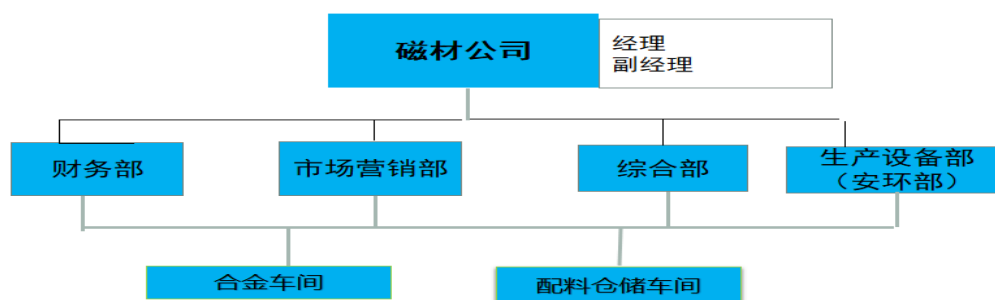 磁材公司
经理
副经理
财务部
市场营销部
综合部
生产设备部
（安环部）
合金车间
配料仓储车间